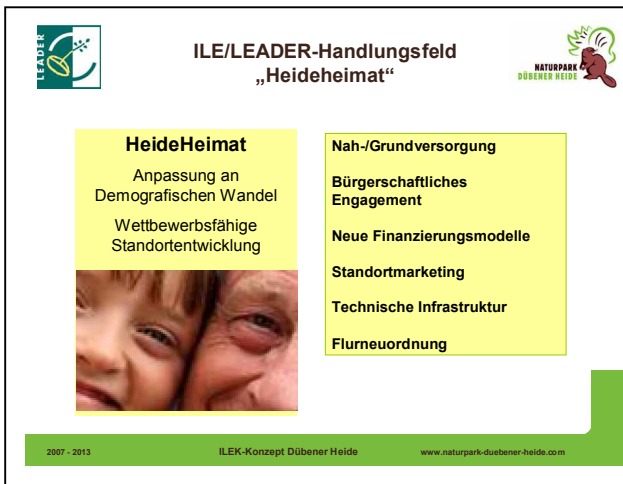 LEADER
ILE/LEADER-Handlungsfeld
„Heideheimat“
NATURPARK
DÜBENER HEIDE
HeideHeimat
Anpassung an
Demografischen Wandel
Wettbewerbsfähige
Standortentwicklung
Nah-/Grundversorgung
Bürgerschaftliches
Engagement
Neue Finanzierungsmodelle
Standortmarketing
Technische Infrastruktur
Flurneuordnung
2007 - 2013
ILEK-Konzept Dübener Heide
www.naturpark-duebener-heide.com